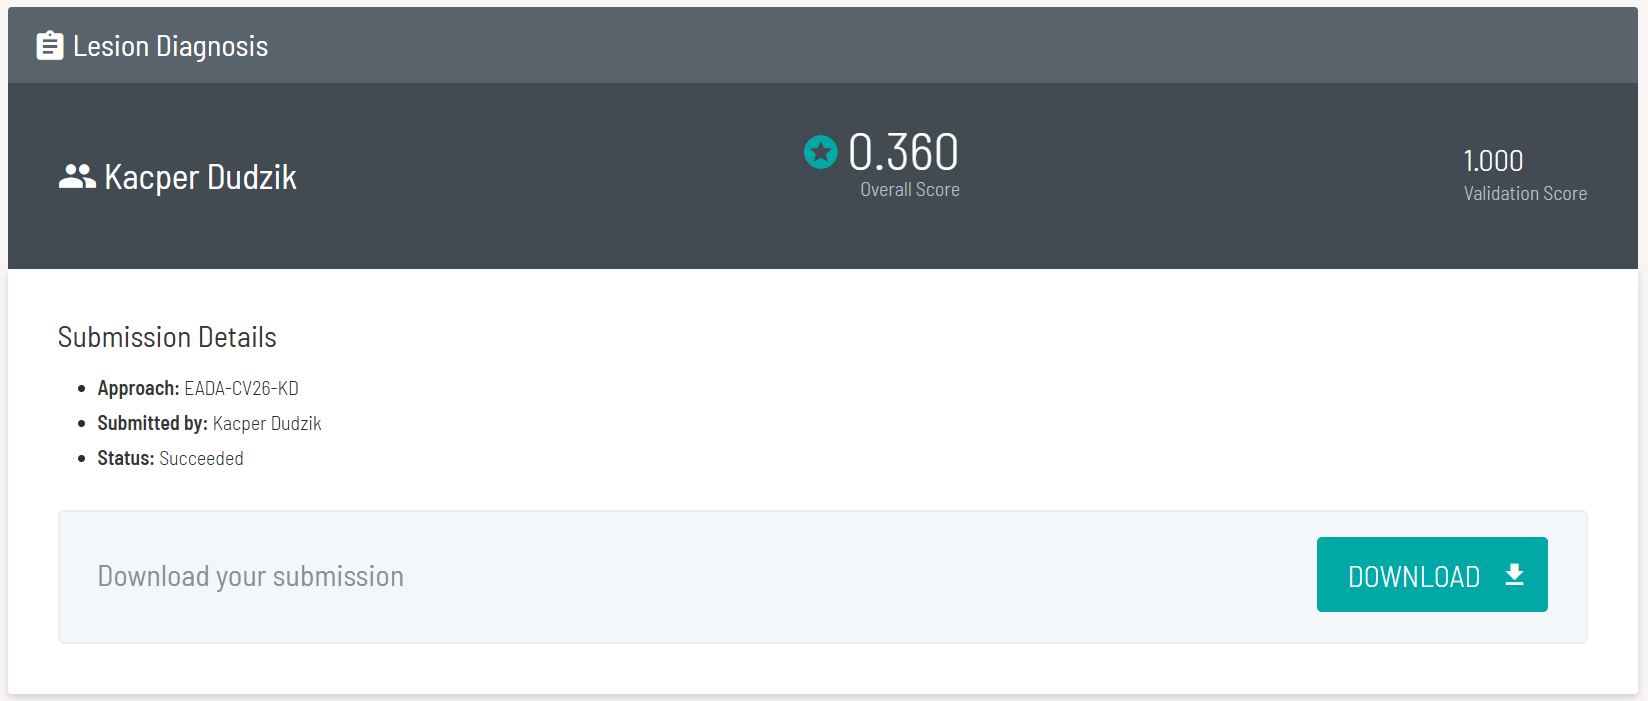 Lesion Diagnosis
Kacper Dudzik
0.360
Overall Score
1.000
Validation Score
Submission Details
Approach: EADA-CV26-KD
Submitted by: Kacper Dudzik
Status: Succeeded
Download your submission
DOWNLOAD